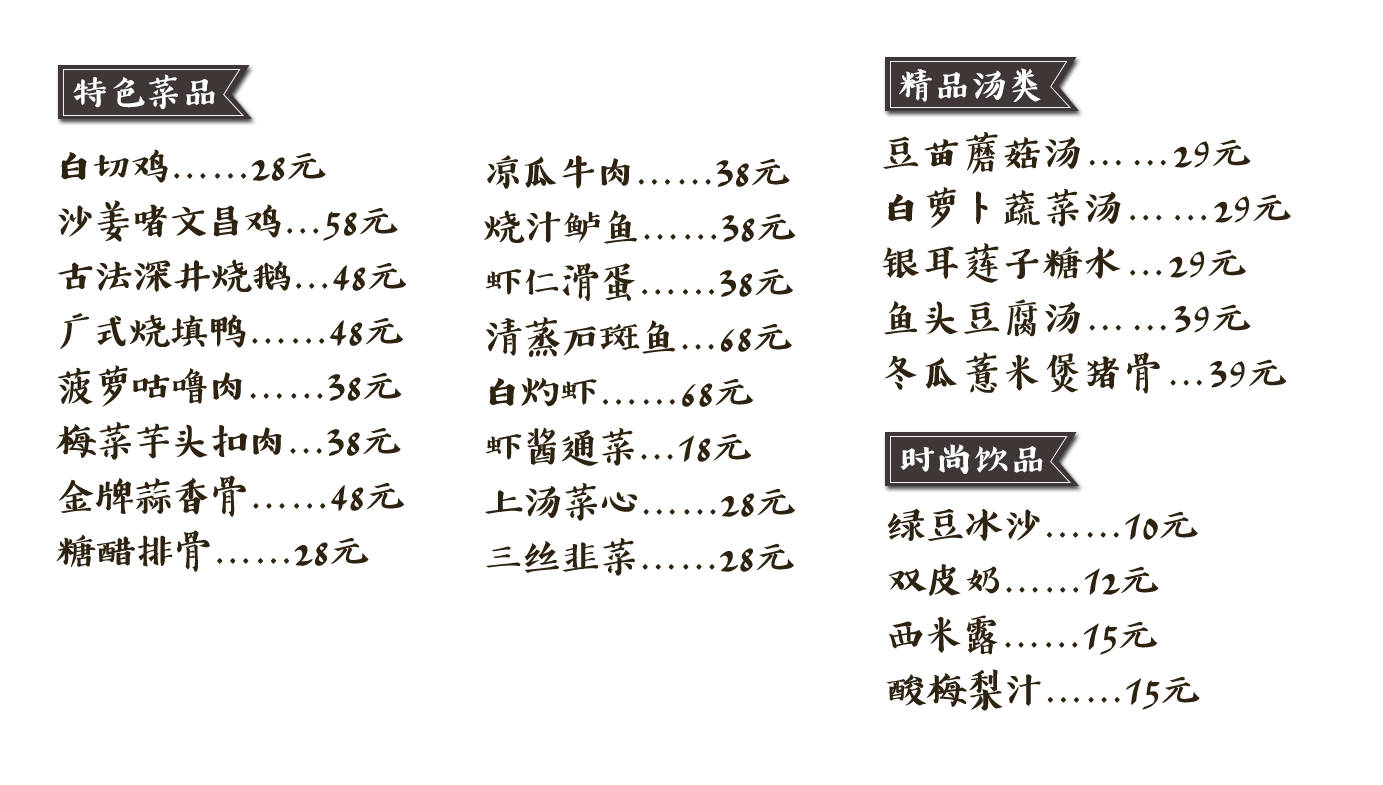 特色菜品
白切鸡……28元
沙姜啫文昌鸡…58元
古法深井烧鹅…48元
广式烧填鸭……48元
菠萝咕噜肉……38元
梅菜芋头扣肉…38元
金牌蒜香骨……48元
糖醋排骨……28元
凉瓜牛肉……38元
烧汁鲈鱼……38元
虾仁滑蛋……38元
清蒸石斑鱼…68元
白灼虾……68元
虾酱通菜…18元
上汤菜心……28元
三丝韭菜……28元
精品汤类
豆苗蘑菇汤……29元
白萝卜蔬菜汤……29元
银耳莲子糖水…29元
鱼头豆腐汤……39元
冬瓜薏米煲猪骨…39元
时尚饮品
绿豆冰沙……10元
双皮奶……12元
西米露……15元
酸梅梨汁……15元